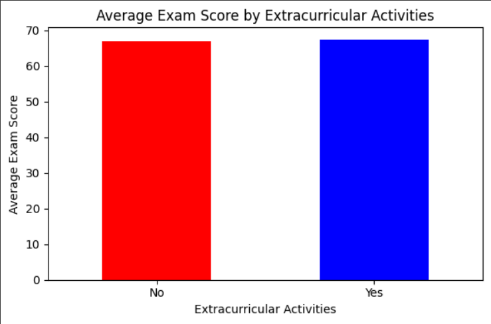 Average Exam Score by Extracurricular Activities
70
60
50
40
30
20
10
0
Average Exam Score
No
Yes
Extracurricular Activities